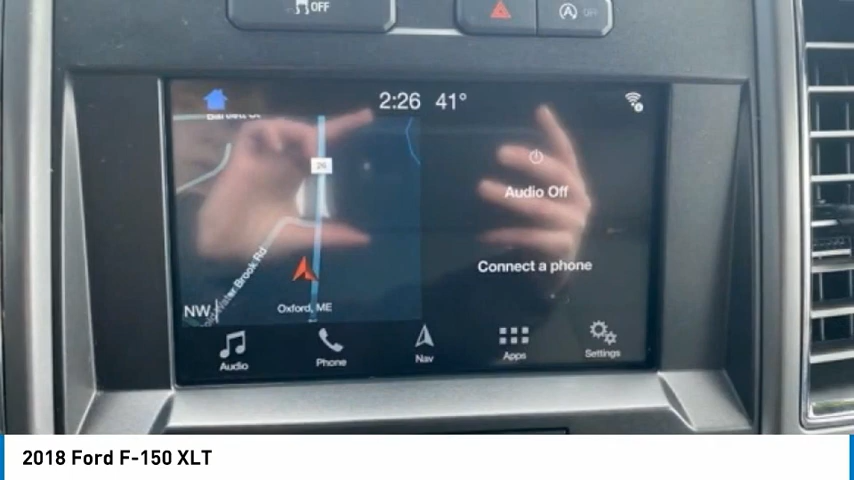 OFF
OFF
2:26 41°
26
Audio Off
Connect a phone
Brook Rd
NW
Oxford, ME
Audio
Phone
Nav
Apps
Settings
2018 Ford F-150 XLT